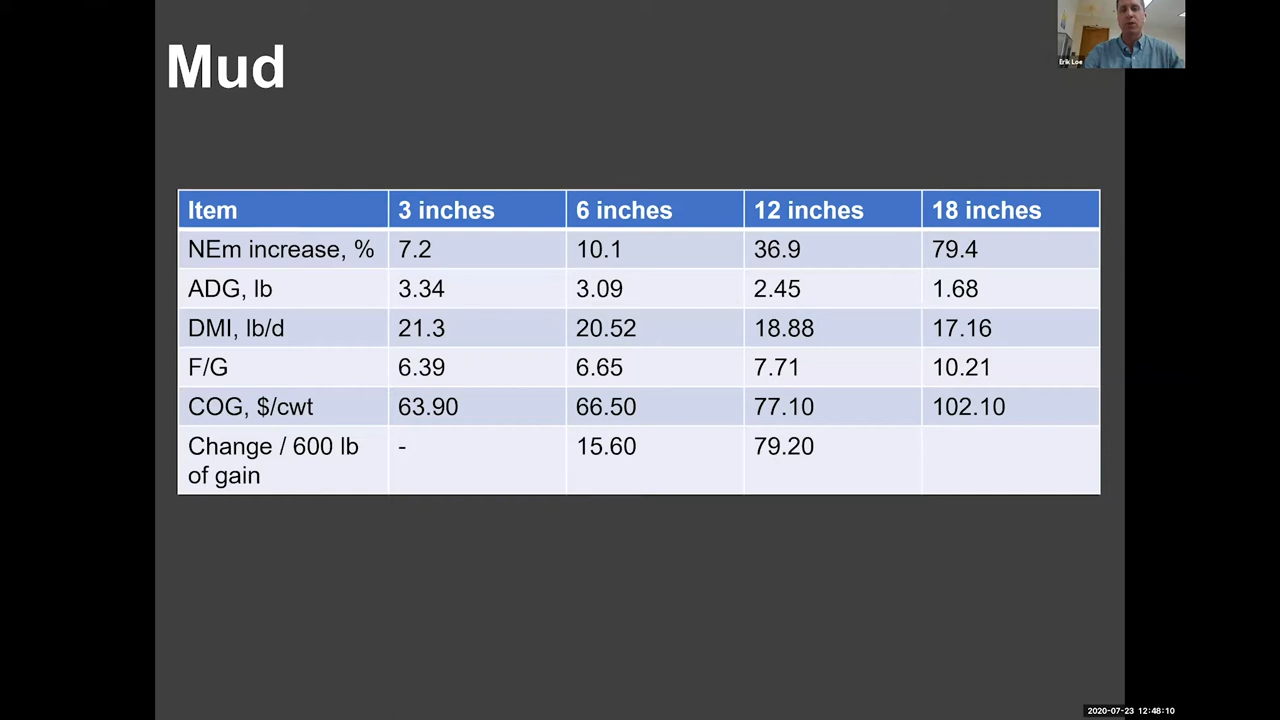 Mud
Erik Loe
Item 3 inches 6 inches 12 inches 18 inches
NEm increase, % 7.2 10.1 36.9 79.4
ADG, lb 3.34 3.09 2.45 1.68
DMI, lb/d 21.3 20.52 18.88 17.16
F/G 6.39 6.65 7.71 10.21
COG, $/cwt 63.90 66.50 77.10 102.10
Change / 600 lb - 15.60 79.20
of gain
2020-07-23 12:48:10